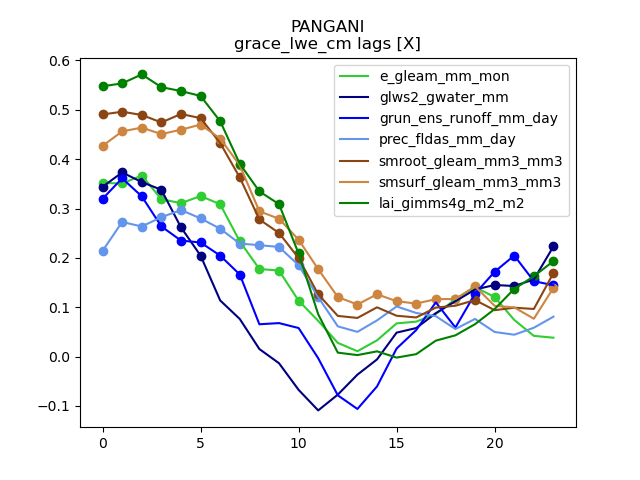 PANGANI
grace_lwe_cm lags [X]
0.6
0.5
0.4
0.3
0.2
0.1
0.0
−0.1
0
5
10
15
20
e_gleam_mm_mon
glws2_gwater_mm
grun_ens_runoff_mm_day
prec_fldas_mm_day
smroot_gleam_mm3_mm3
smsurf_gleam_mm3_mm3
lai_gimms4g_m2_m2